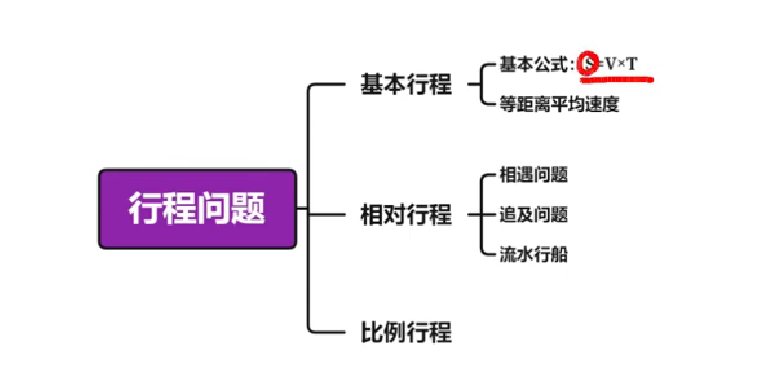 行程问题
基本行程
基本公式：S=V×T
等距离平均速度
相对行程
相遇问题
追及问题
流水行船
比例行程